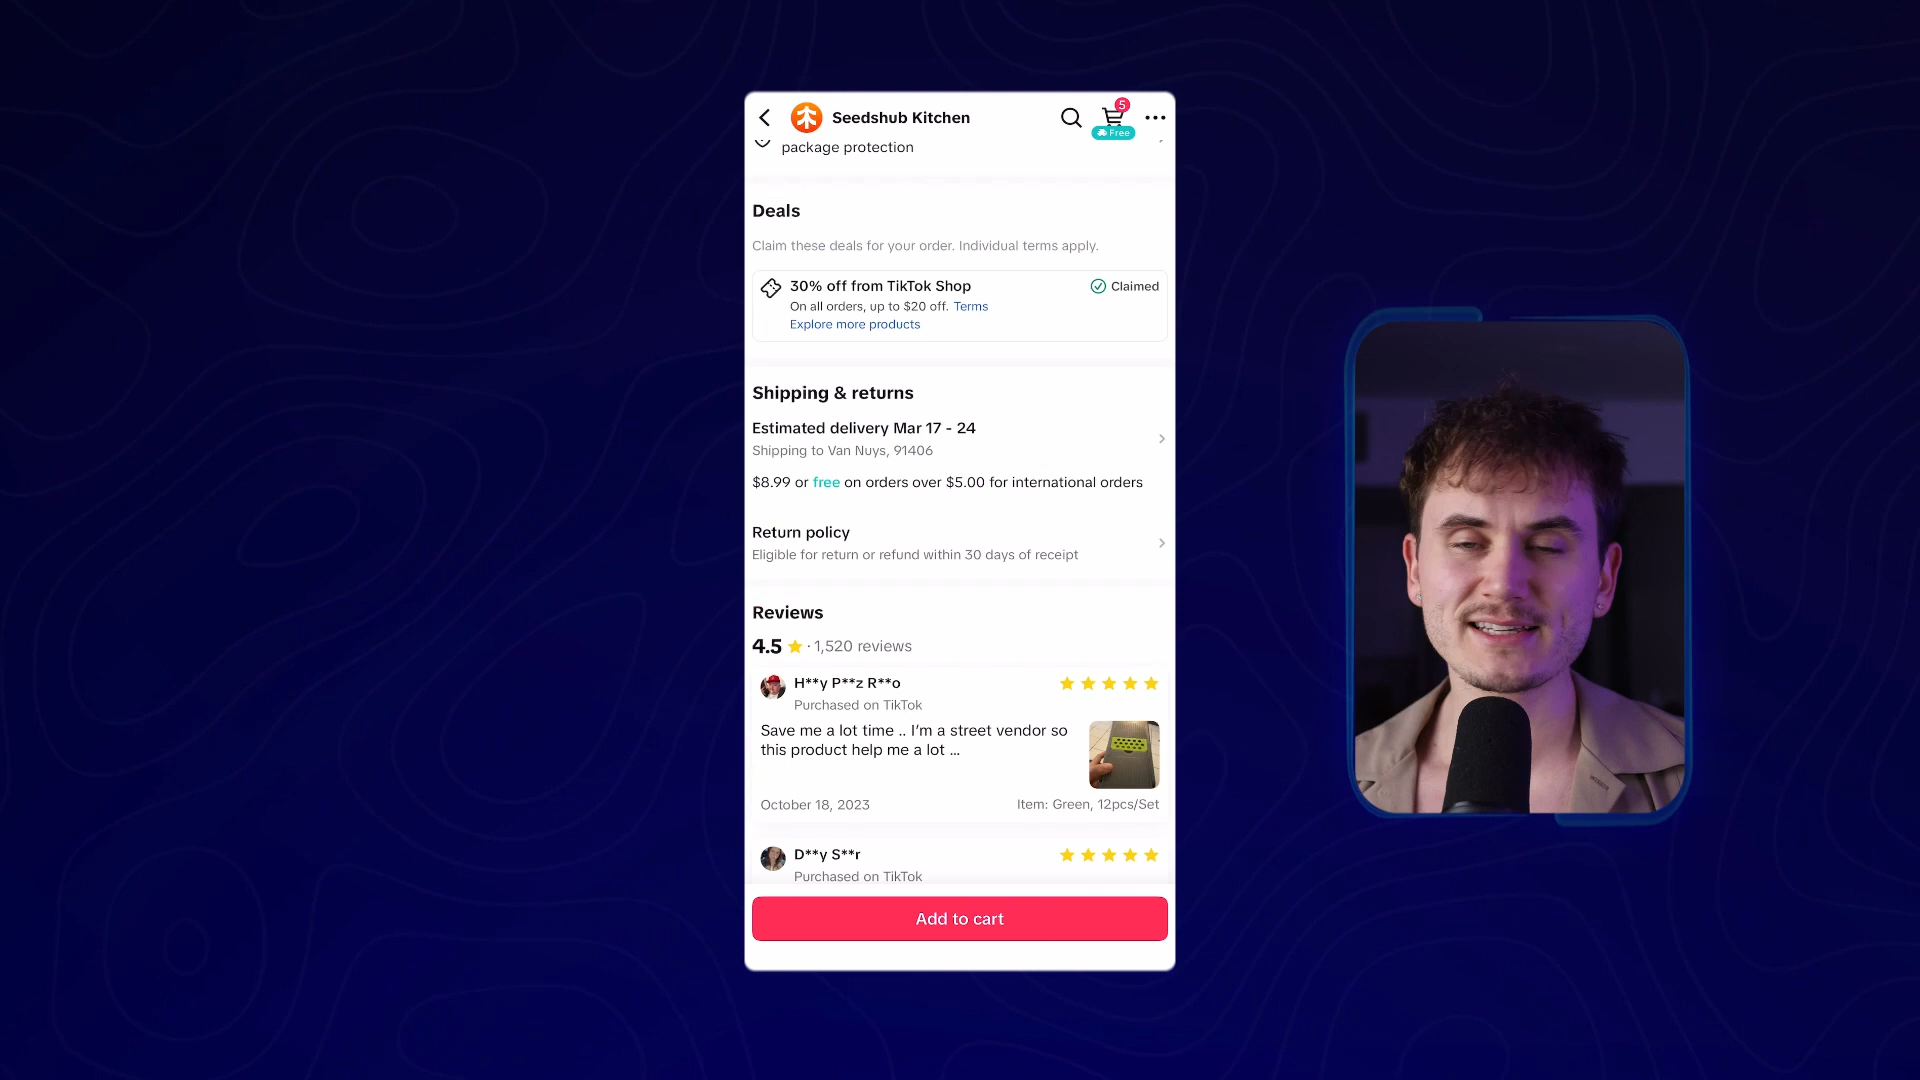 Seedshub Kitchen
5
Free
package protection
Deals
Claim these deals for your order. Individual terms apply.
30% off from TikTok Shop
Claimed
On all orders, up to $20 off. Terms
Explore more products
Shipping & returns
Estimated delivery Mar 17 - 24
Shipping to Van Nuys, 91406
$8.99 or free on orders over $5.00 for international orders
Return policy
Eligible for return or refund within 30 days of receipt
Reviews
4.5 · 1,520 reviews
H**y P**z R**o
Purchased on TikTok
Save me a lot time .. I'm a street vendor so
this product help me a lot ...
October 18, 2023
Item: Green, 12pcs/Set
D**y S**r
Purchased on TikTok
Add to cart